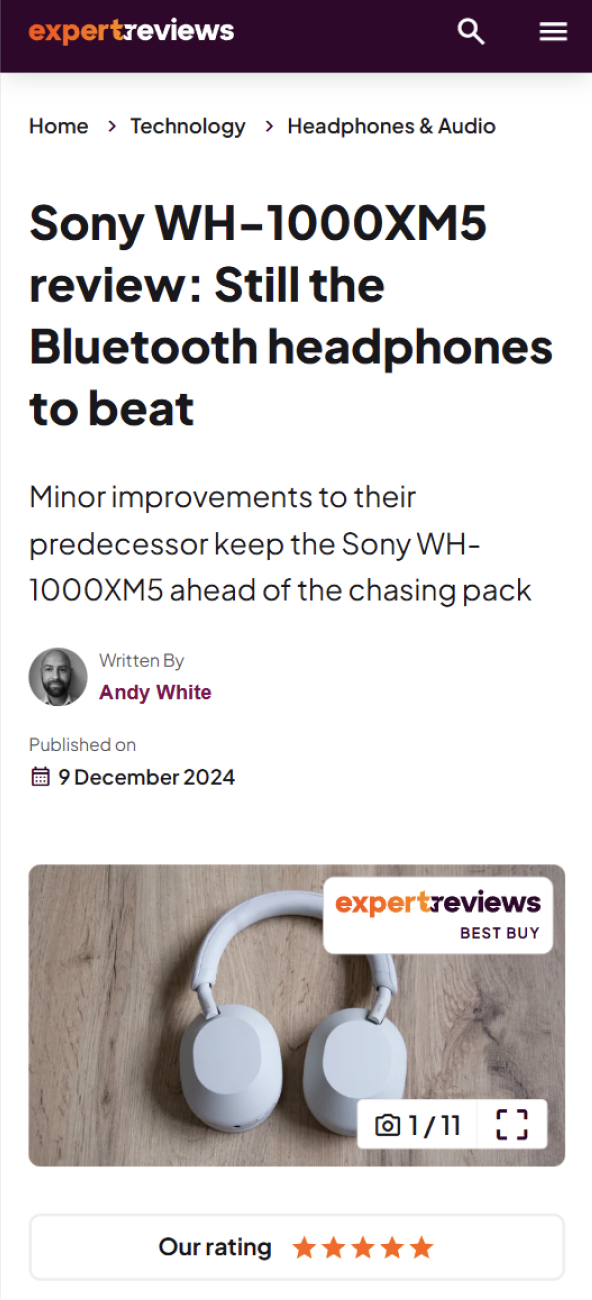 expertreviews
Home > Technology > Headphones & Audio
Sony WH-1000XM5
review: Still the
Bluetooth headphones
to beat
Minor improvements to their
predecessor keep the Sony WH-
1000XM5 ahead of the chasing pack
Written By
Andy White
Published on
9 December 2024
expertreviews
BEST BUY
1 / 11
Our rating